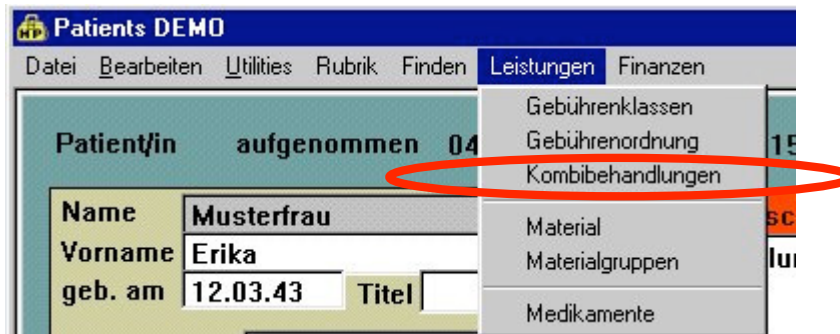 Patients DEMO
Datei Bearbeiten Utilities Rubrik Finden Leistungen Finanzen
Gebührenklassen
Patient/in aufgenommen 04 Gebührenordnung 15
Kombibehandlungen
Name Musterfrau
Material
Vorname Erika
Materialgruppen
geb. am 12.03.43 Titel
Medikamente